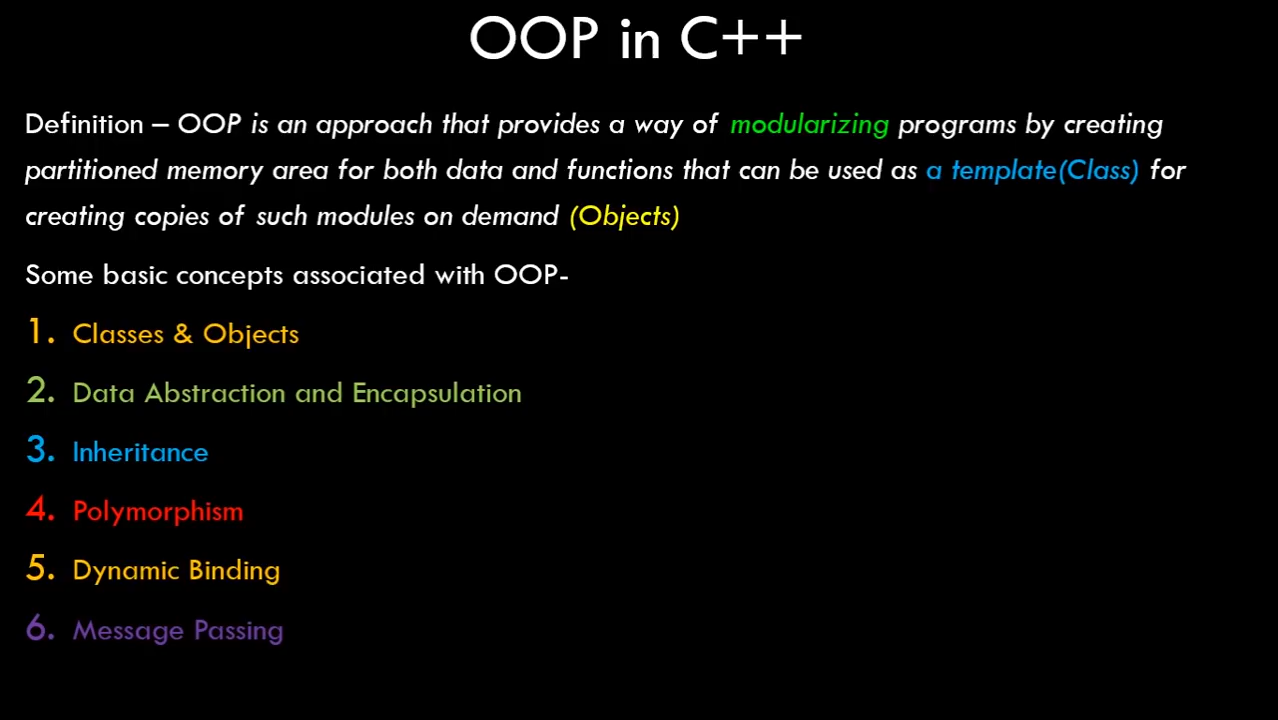 OOP in C++
Definition – OOP is an approach that provides a way of modularizing programs by creating
partitioned memory area for both data and functions that can be used as a template(Class) for
creating copies of such modules on demand (Objects)
Some basic concepts associated with OOP-
1. Classes & Objects
2. Data Abstraction and Encapsulation
3. Inheritance
4. Polymorphism
5. Dynamic Binding
6. Message Passing